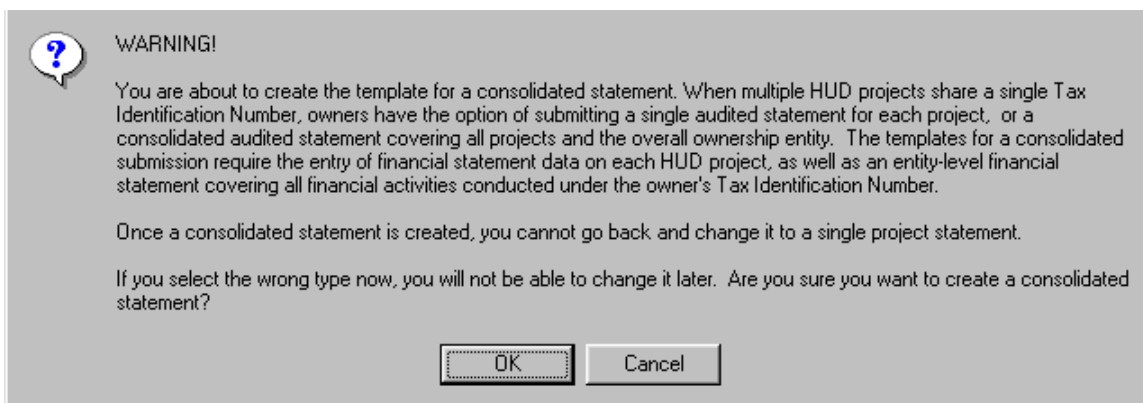 ?
WARNING!
You are about to create the template for a consolidated statement. When multiple HUD projects share a single Tax
Identification Number, owners have the option of submitting a single audited statement for each project,  or a
consolidated audited statement covering all projects and the overall ownership entity.  The templates for a consolidated
submission require the entry of financial statement data on each HUD project, as well as an entity-level financial
statement covering all financial activities conducted under the owner's Tax Identification Number.
Once a consolidated statement is created, you cannot go back and change it to a single project statement.
If you select the wrong type now, you will not be able to change it later.  Are you sure you want to create a consolidated
statement?
OK
Cancel